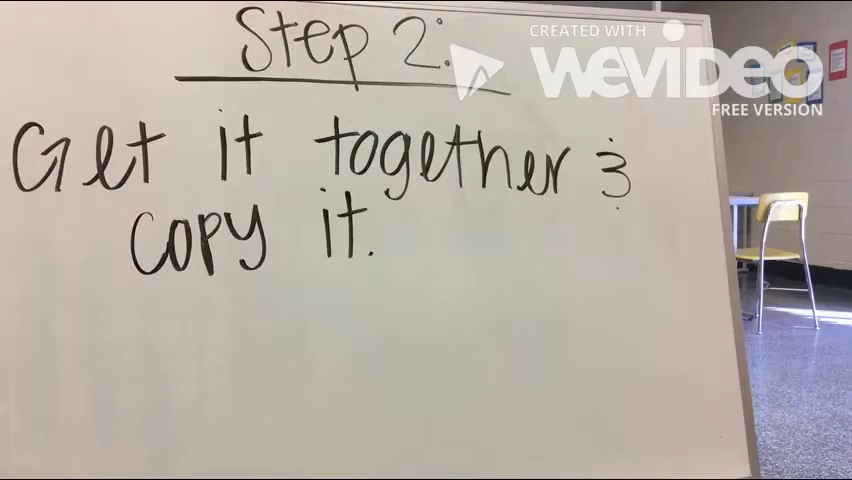 Step 2:
CREATED WITH
WEVIDEO
FREE VERSION
Get it together &
copy it.